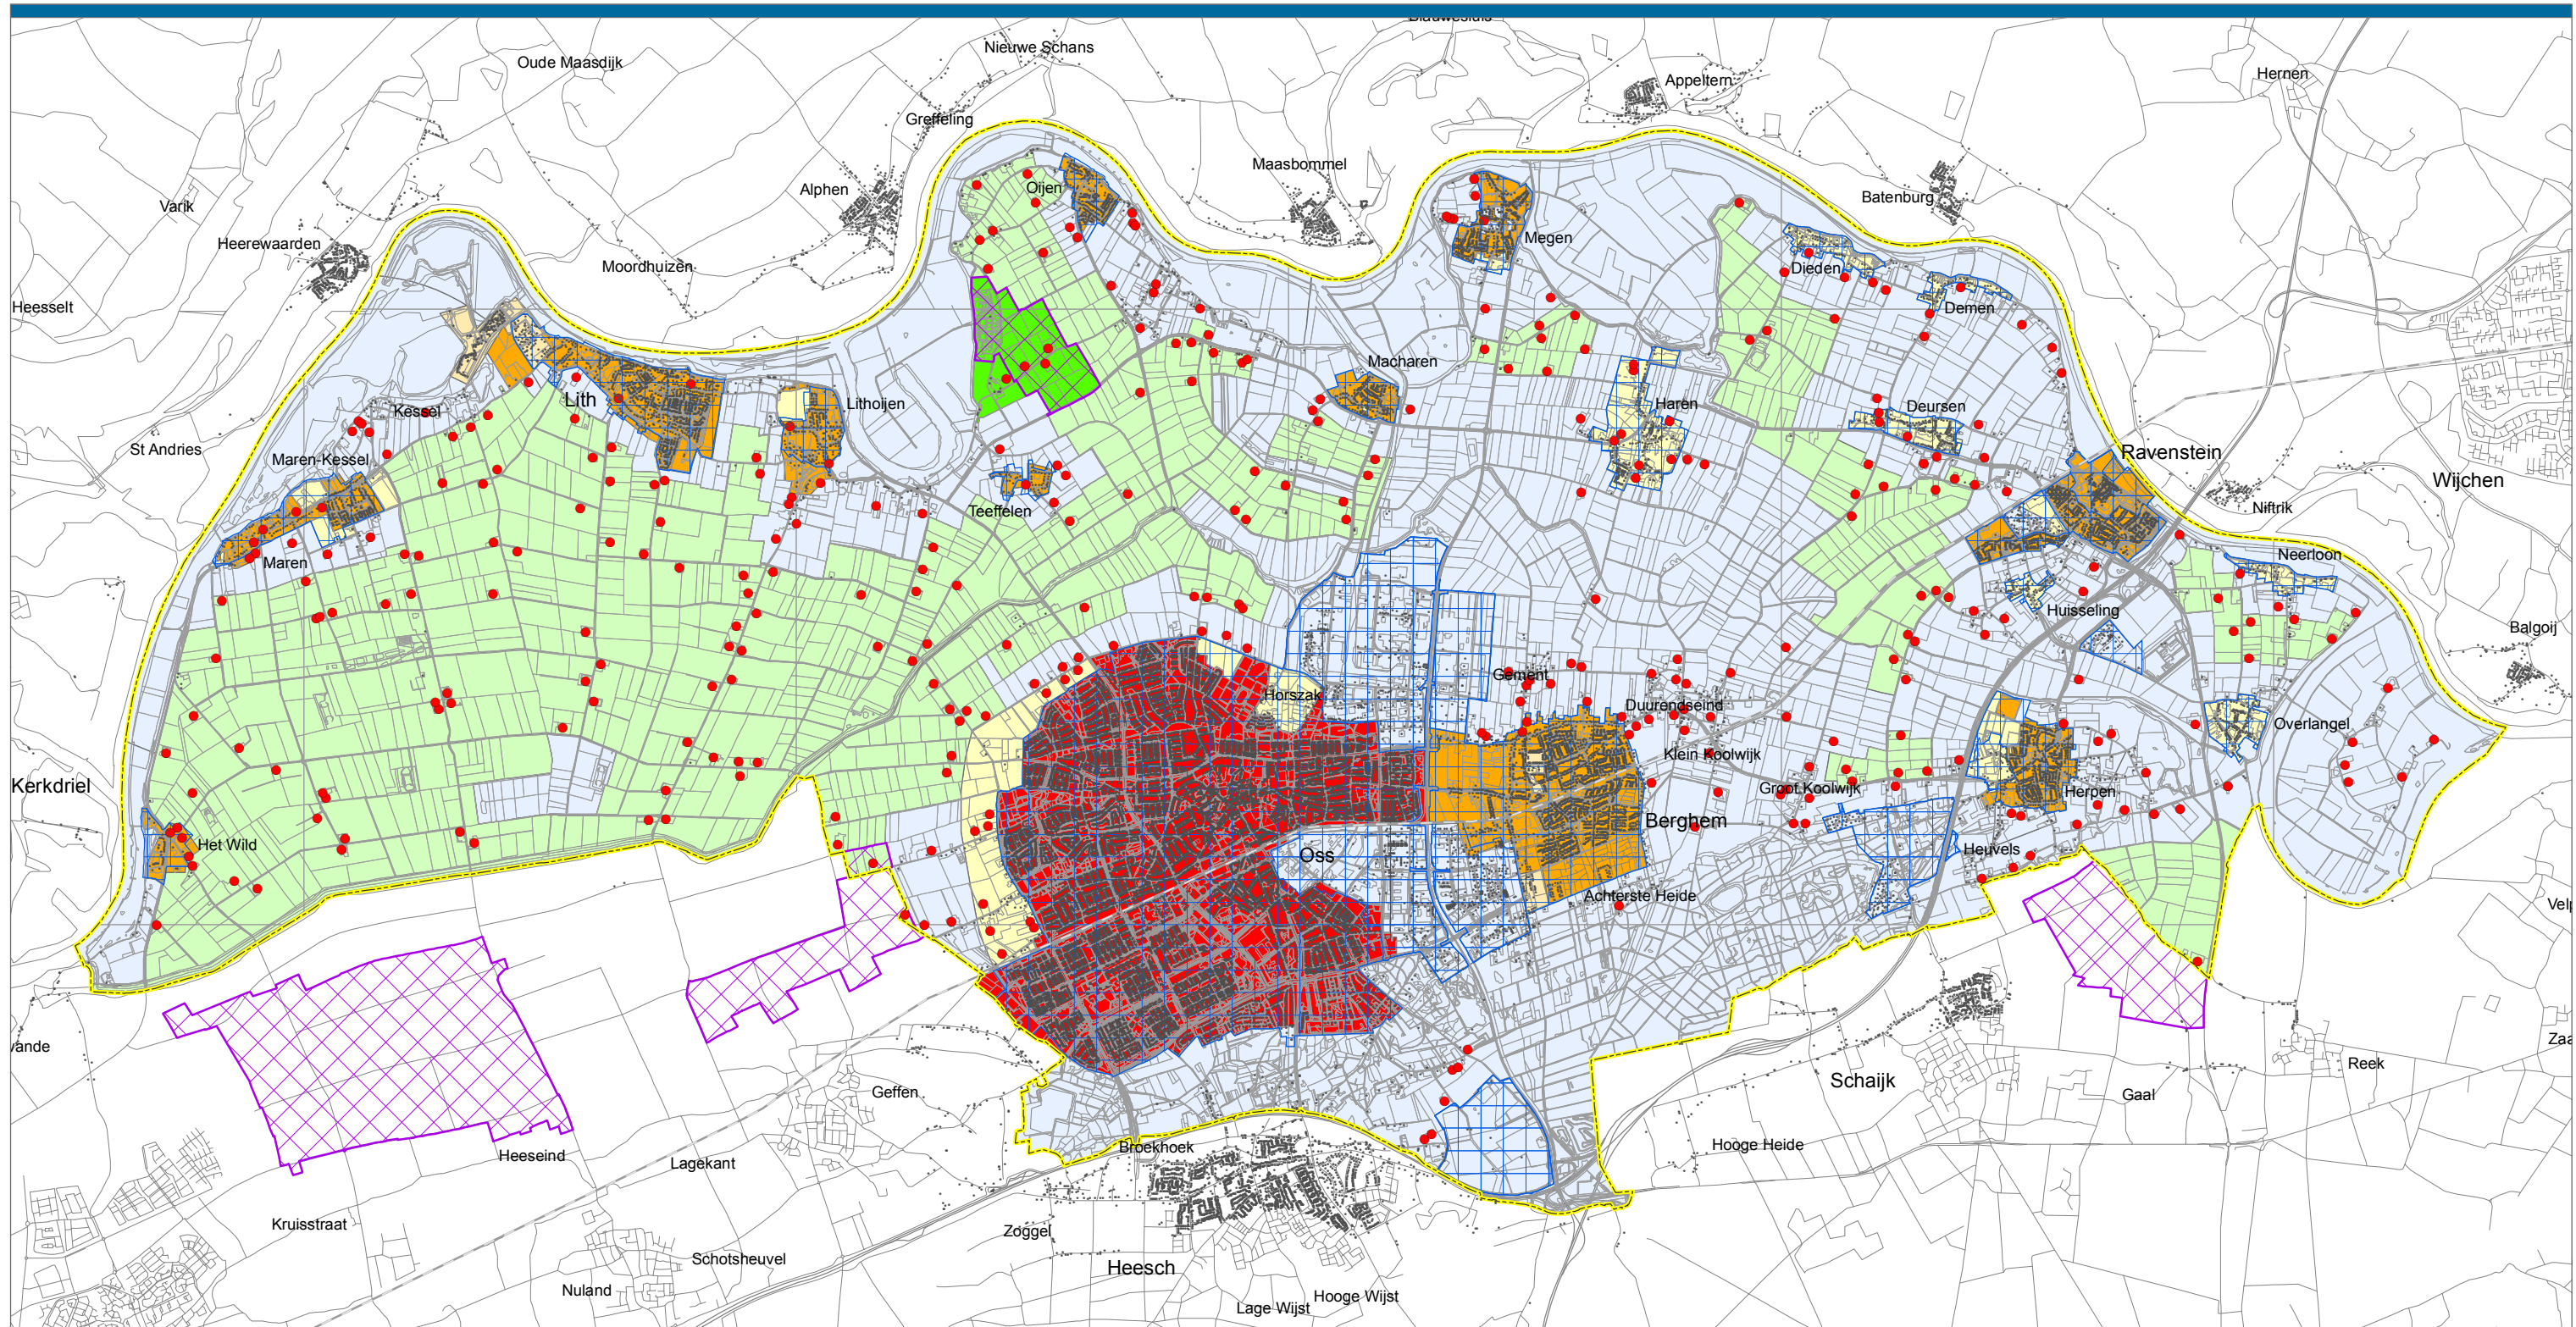 Nieuwe Schans
Oude Maasdijk
Hernen
Appeltern
Greffeling
Maasbommel
Alphen
Oijen
Batenburg
Varik
Megen
Heerewaarden
Moordhuizen
Dieden
Heesselt
Demen
Macharen
Lith
Lithoijen
Haren
Deursen
Kessel
St Andries
Ravenstein
Maren-Kessel
Wijchen
Teeffelen
Niftrik
Maren
Neerloon
Huisseling
Balgoij
Gement
Horszak
Duurendseind
Overlangel
Klein Koolwijk
Kerkdriel
Groot Koolwijk
Herpen
Berghem
Het Wild
Oss
Heuvels
Achterste Heide
Schaijk
Reek
Geffen
Gaal
Broekhoek
Hooge Heide
Heeseind
Lagekant
Kruisstraat
Zoggel
Schotsheuvel
Heesch
Nuland
Hooge Wijst
Lage Wijst